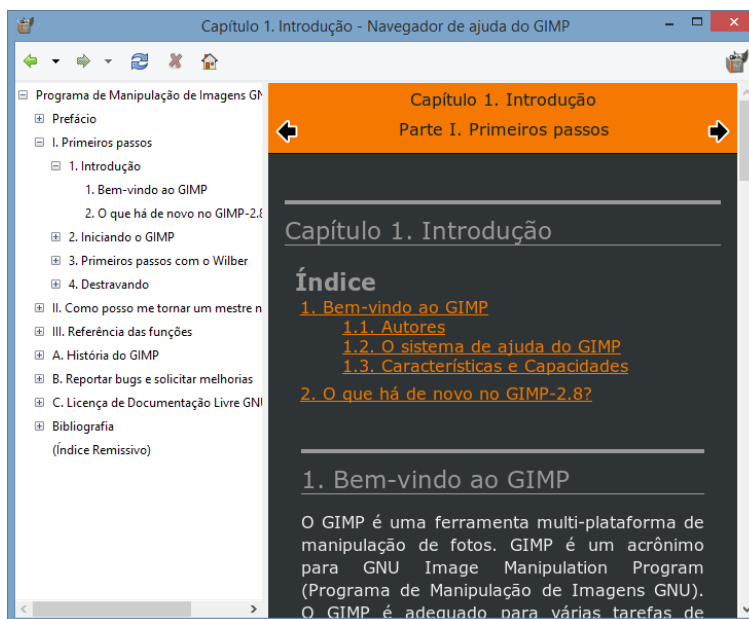 Capítulo 1. Introdução - Navegador de ajuda do GIMP
Programa de Manipulação de Imagens
Prefácio
I. Primeiros passos
1. Introdução
1. Bem-vindo ao GIMP
2. O que há de novo no GIMP-2.8
2. Iniciando o GIMP
3. Primeiros passos com o Wilber
4. Destravando
II. Como posso me tornar um mestre n
III. Referência das funções
A. História do GIMP
B. Reportar bugs e solicitar melhorias
C. Licença de Documentação Livre
Bibliografia
(Índice Remissivo)
Capítulo 1. Introdução
Parte I. Primeiros passos
Capítulo 1. Introdução
Índice
1. Bem-vindo ao GIMP
1.1. Autores
1.2. O sistema de ajuda do GIMP
1.3. Características e Capacidades
2. O que há de novo no GIMP-2.8?
1. Bem-vindo ao GIMP
O GIMP é uma ferramenta multi-plataforma de
manipulação de fotos. GIMP é um acrônimo
para GNU Image Manipulation Program
(Programa de Manipulação de Imagens GNU).
O GIMP é adequado para várias tarefas de